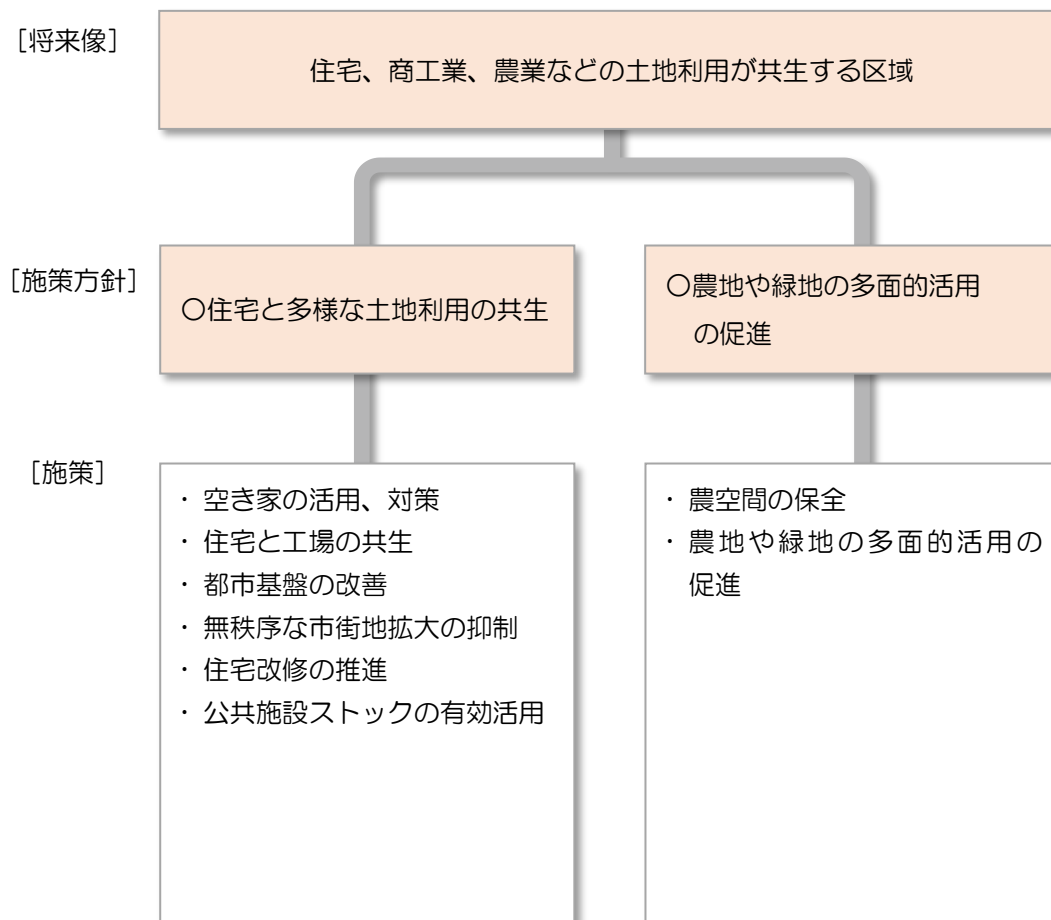 [将来像]
住宅、商工業、農業などの土地利用が共生する区域
[施策方針]
〇住宅と多様な土地利用の共生
〇農地や緑地の多面的活用
の促進
[施策]
・空き家の活用、対策
・住宅と工場の共生
・都市基盤の改善
・無秩序な市街地拡大の抑制
・住宅改修の推進
・公共施設ストックの有効活用
・農空間の保全
・農地や緑地の多面的活用の
促進